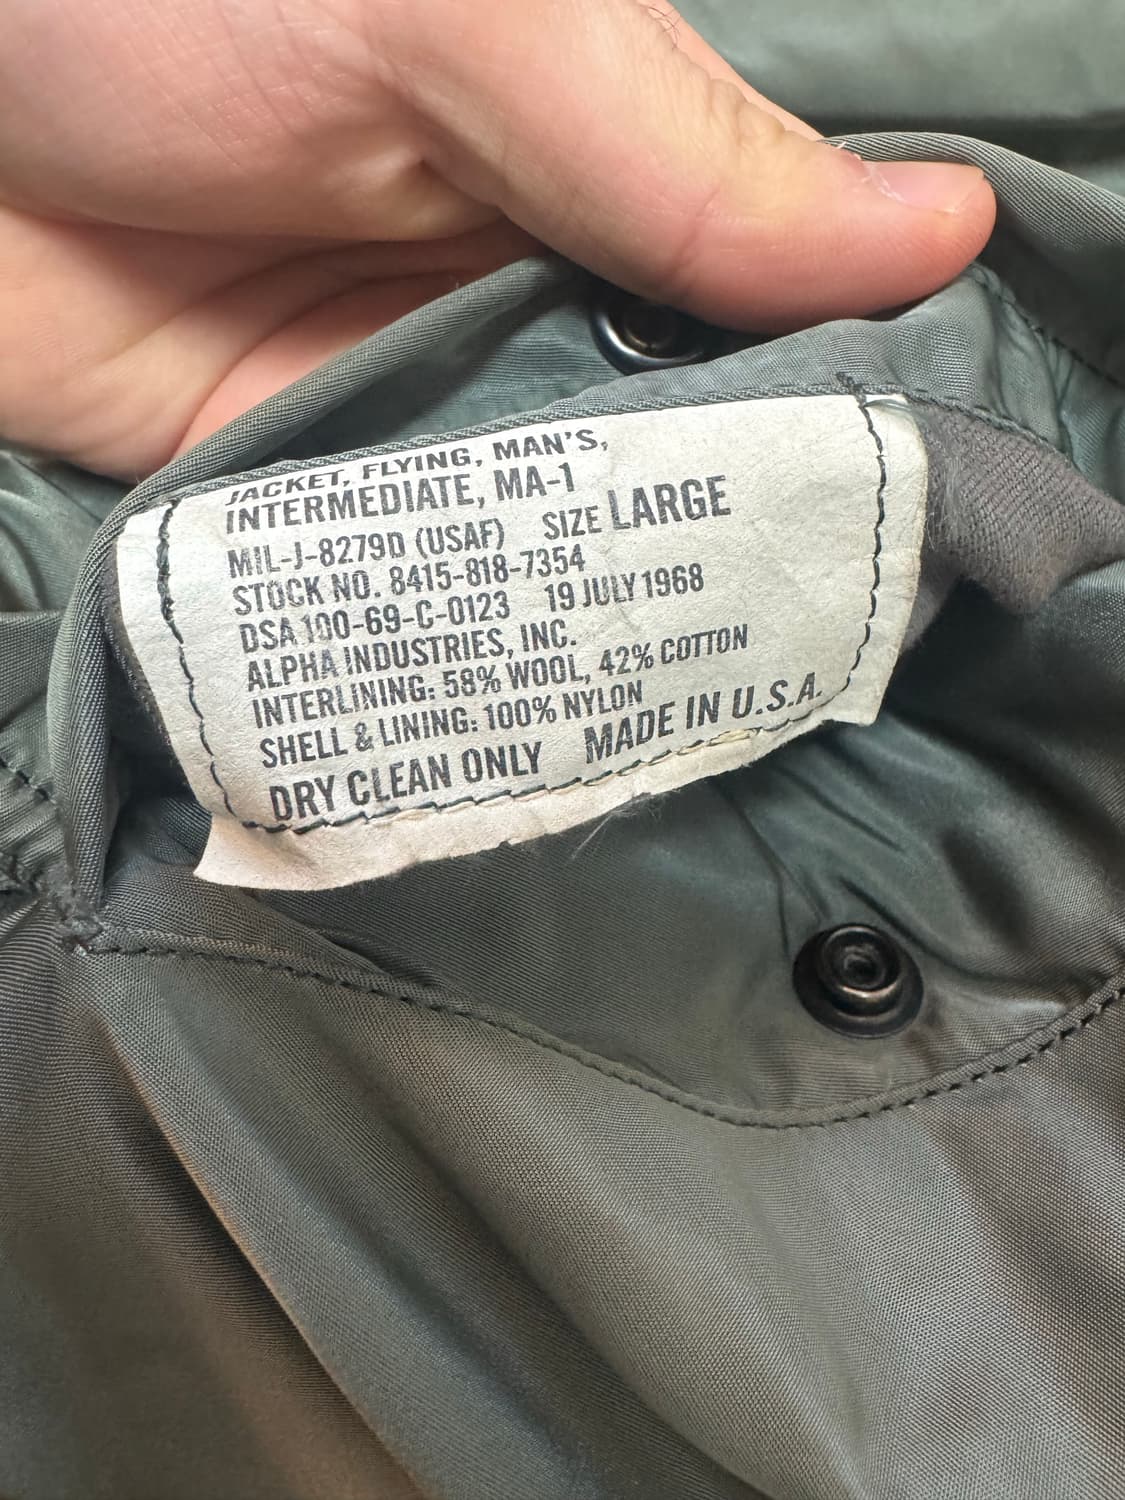 JACKET, FLYING, MAN'S,
INTERMEDIATE, MA-1
MIL-J-8279D (USAF) SIZE LARGE
STOCK NO. 8415-818-7354
DSA 100-69-C-0123 19 JULY 1968
ALPHA INDUSTRIES, INC.
INTERLINING: 58% WOOL, 42% COTTON
SHELL & LINING: 100% NYLON
DRY CLEAN ONLY MADE IN U.S.A.